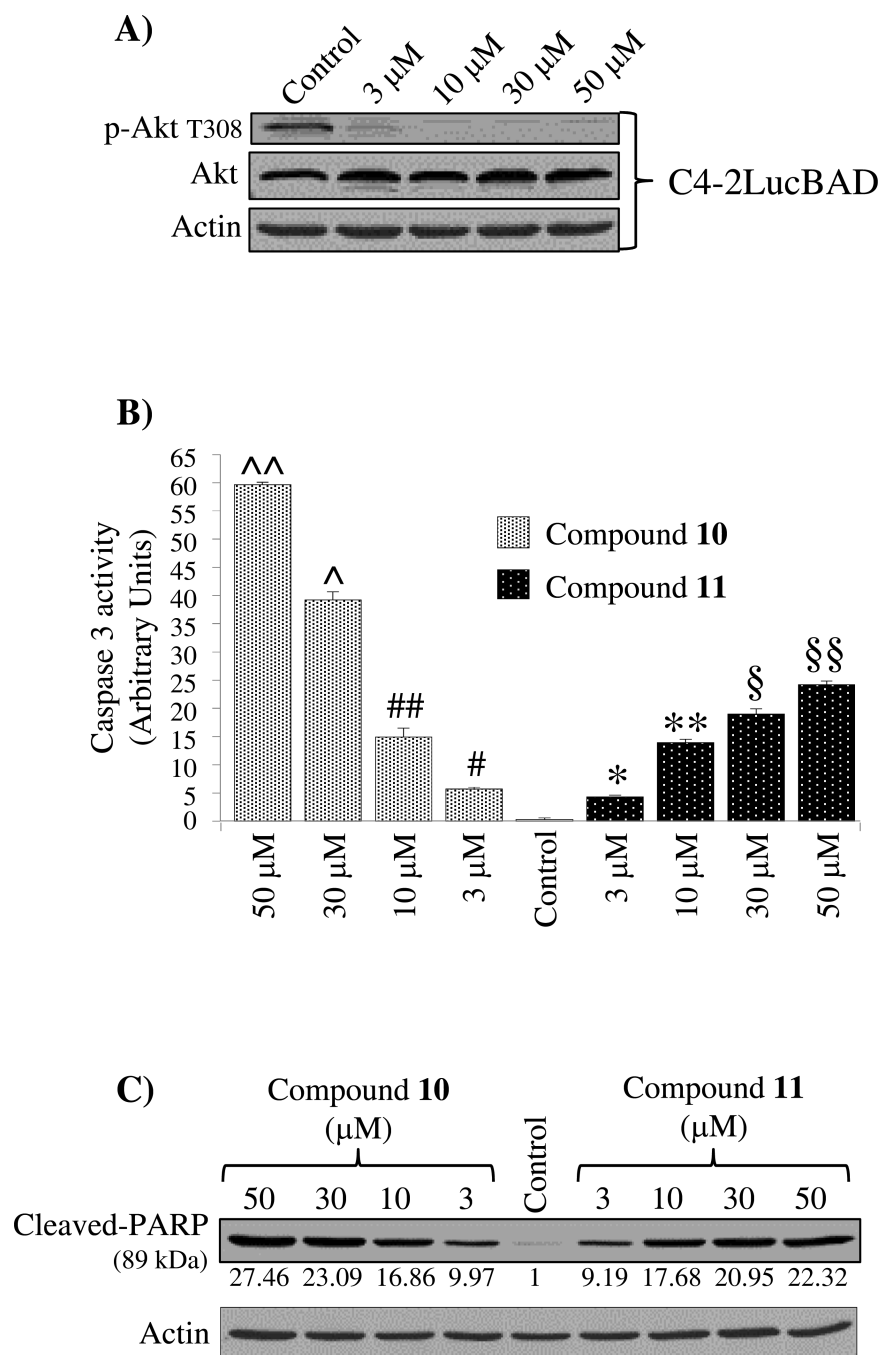 A)
Control 3 µM 10 µM 30 µM 50 µM
p-Akt T308
Akt
Actin
C4-2LucBAD
B)
Caspase 3 activity
(Arbitrary Units)
65
60
55
50
45
40
35
30
25
20
15
10
5
0
^^
^
##
#
*
**
§
§§
Compound 10
Compound 11
50 µM 30 µM 10 µM 3 µM Control 3 µM 10 µM 30 µM 50 µM
C)
Compound 10
(µM)
Control
Compound 11
(µM)
50 30 10 3 3 10 30 50
Cleaved-PARP
(89 kDa)
27.46 23.09 16.86 9.97 1 9.19 17.68 20.95 22.32
Actin